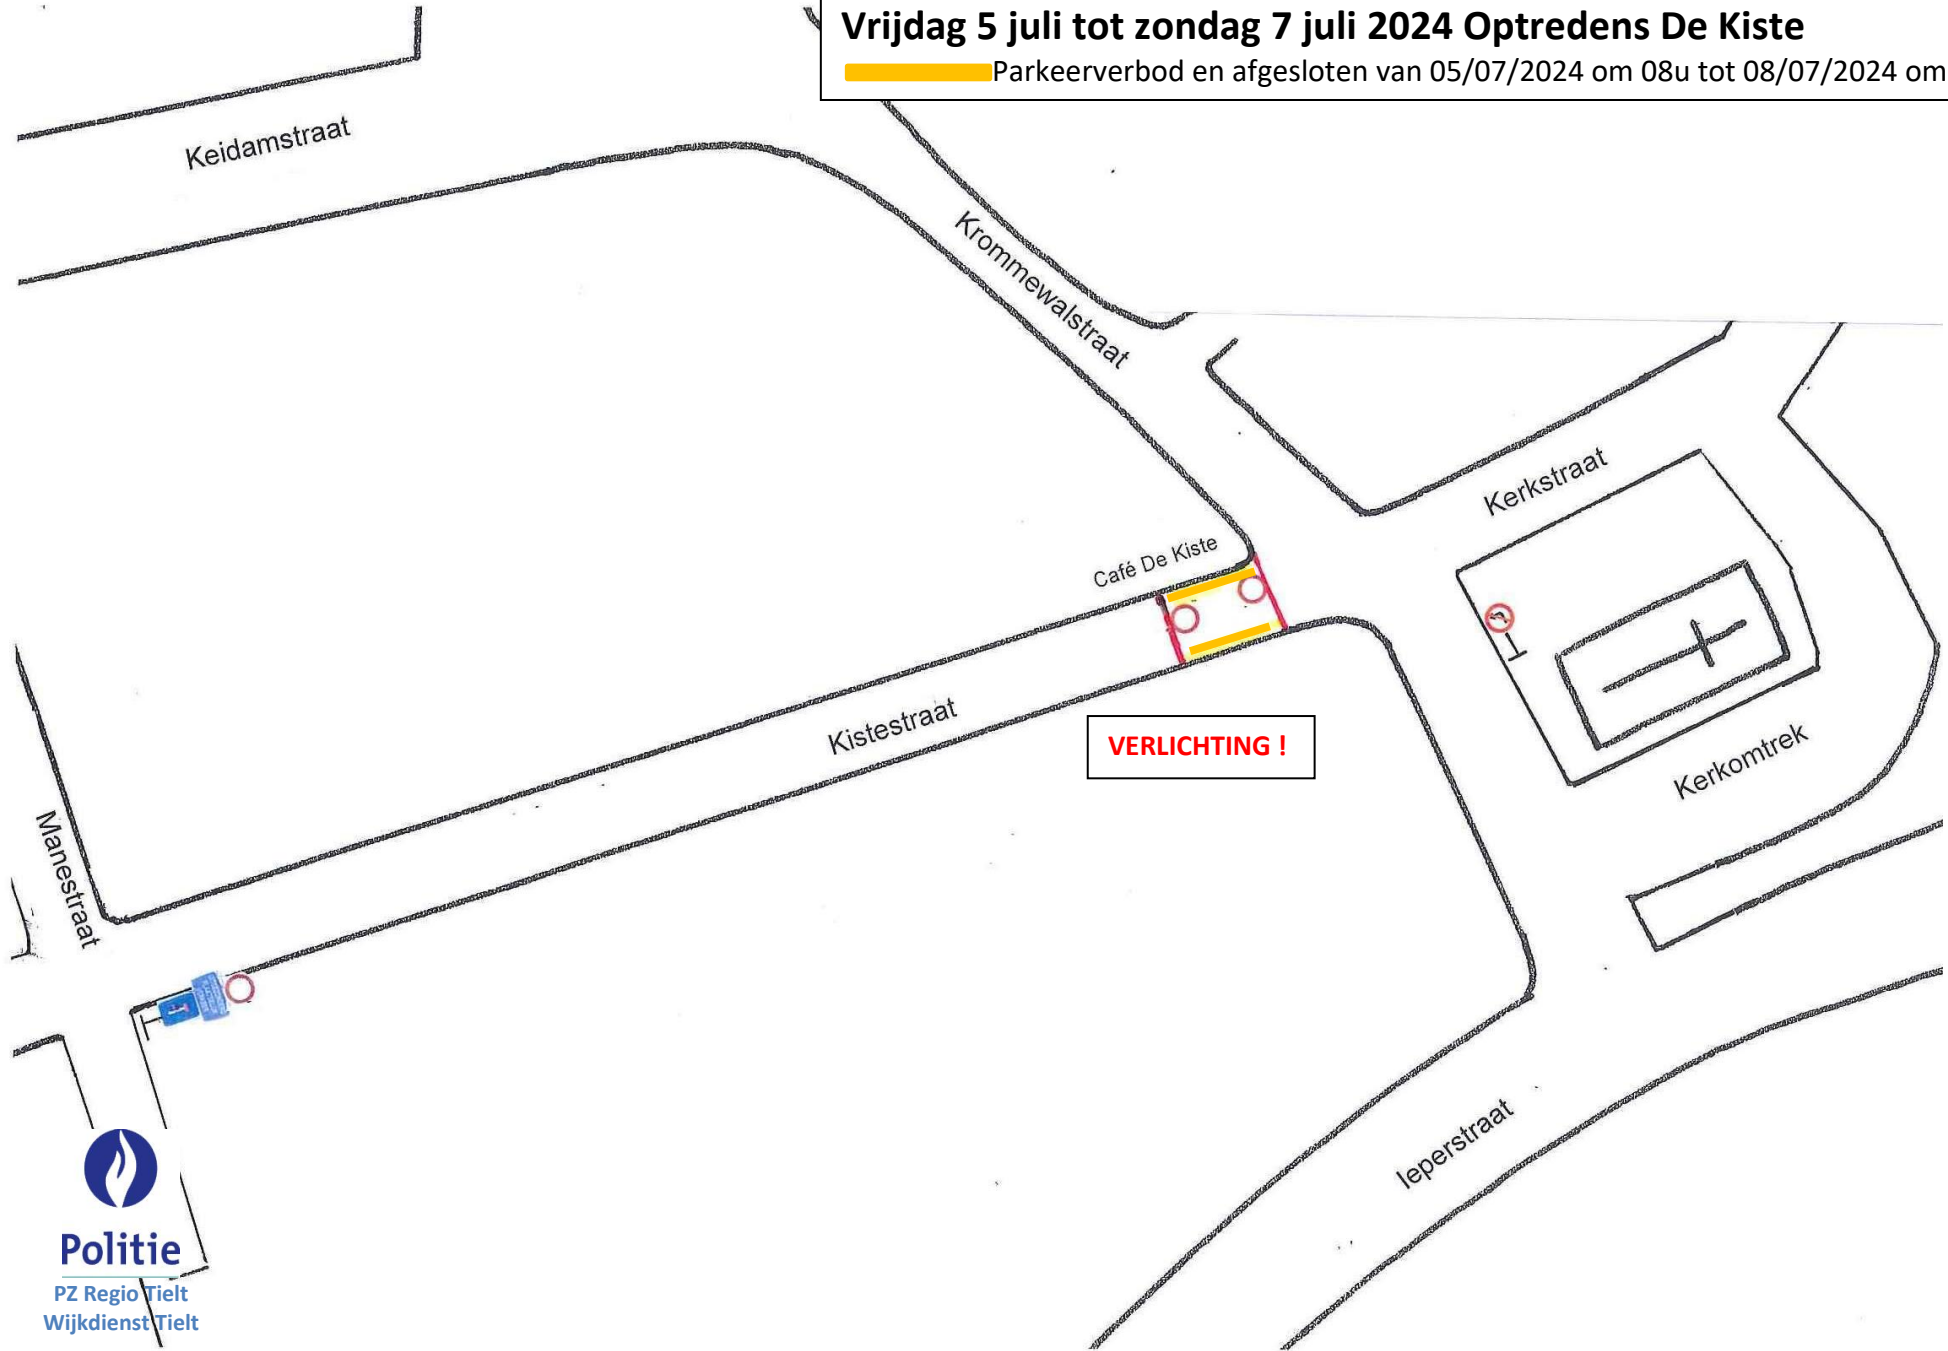 Vrijdag 5 juli tot zondag 7 juli 2024 Optredens De Kiste
Parkeerverbod en afgesloten van 05/07/2024 om 08u tot 08/07/2024 om
Keidamstraat
Krommewalstraat
Kerkstraat
Café De Kiste
Kistestraat
VERLICHTING !
Kerkomtrek
Manestraat
Ieperstraat
Politie
PZ Regio Tielt
Wijkdienst Tielt